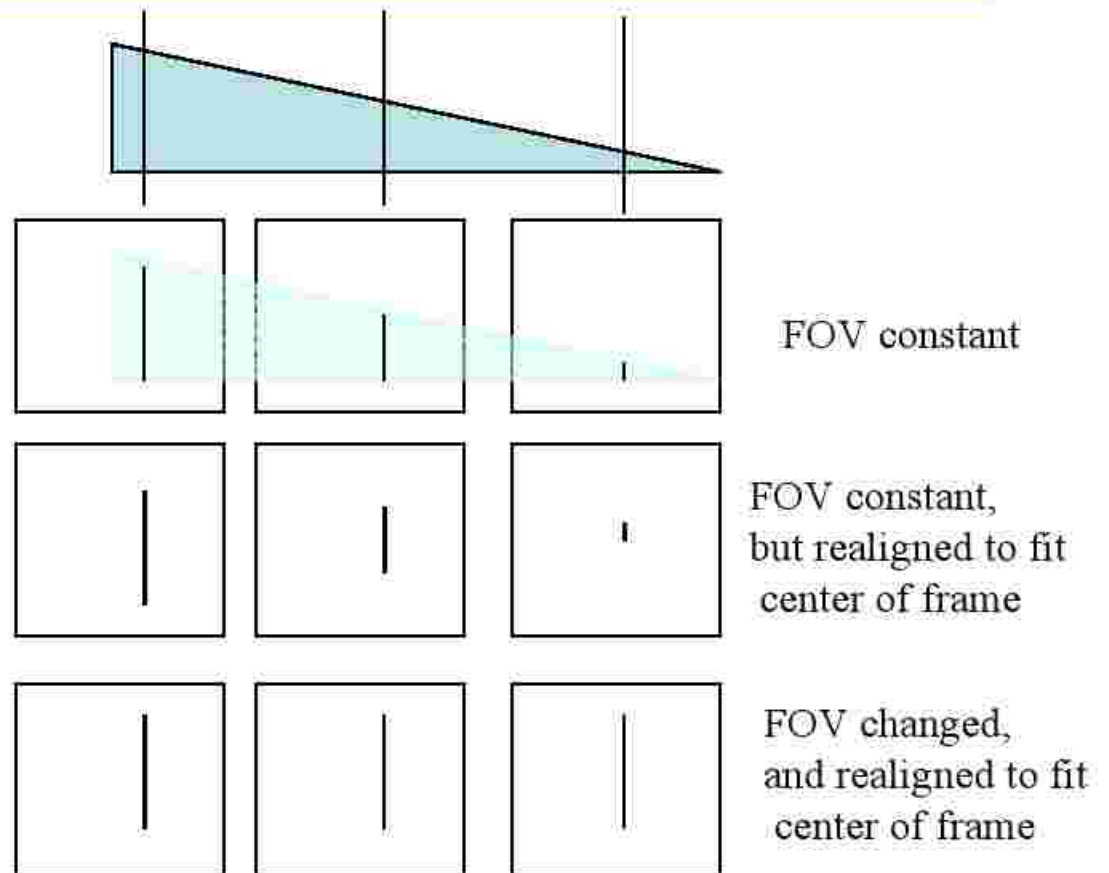 FOV constant
FOV constant,
but realigned to fit
center of frame
FOV changed,
and realigned to fit
center of frame